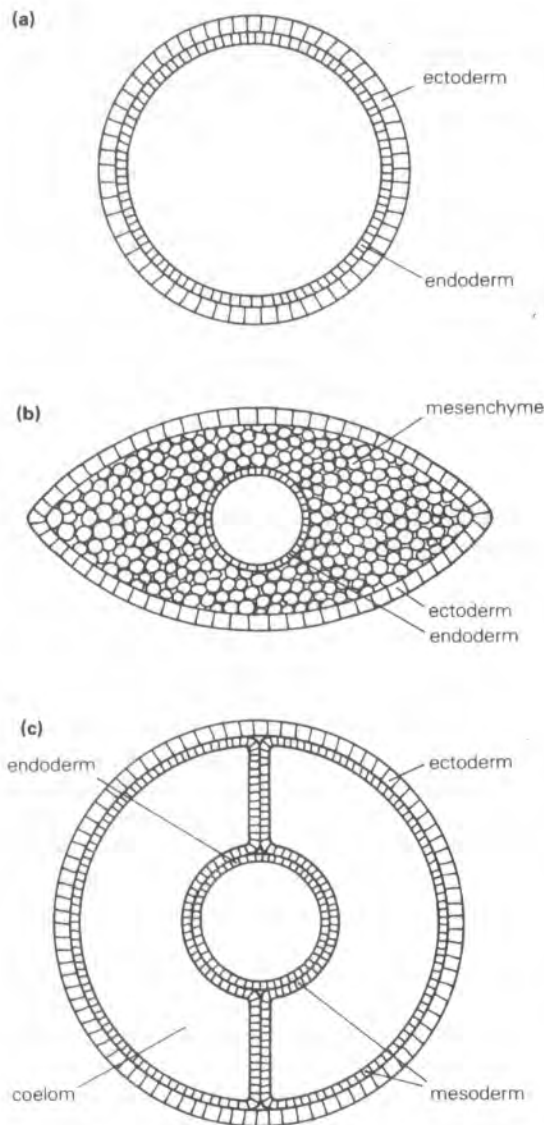 (a)
ectoderm
endoderm
(b)
mesenchyme
ectoderm
endoderm
(c)
endoderm
ectoderm
coelom
mesoderm